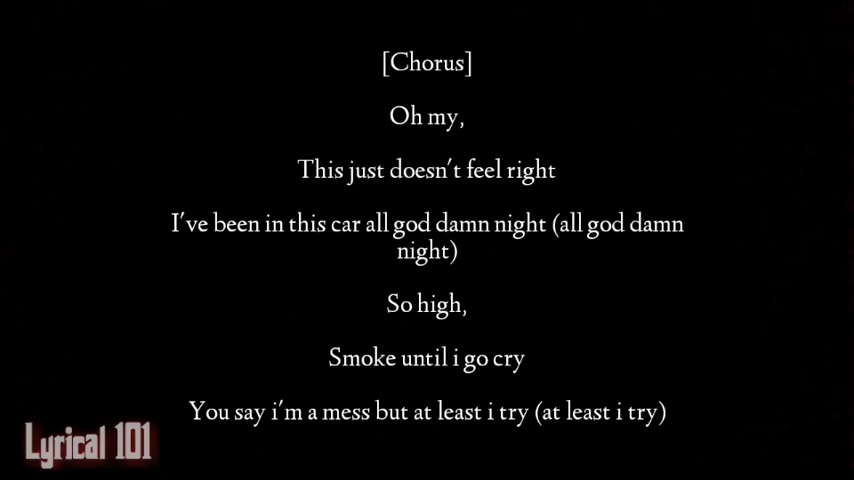 [Chorus]
Oh my,
This just doesn't feel right
I've been in this car all god damn night (all god damn
night)
So high,
Smoke until i go cry
You say i'm a mess but at least i try (at least i try)
Lyrical 101